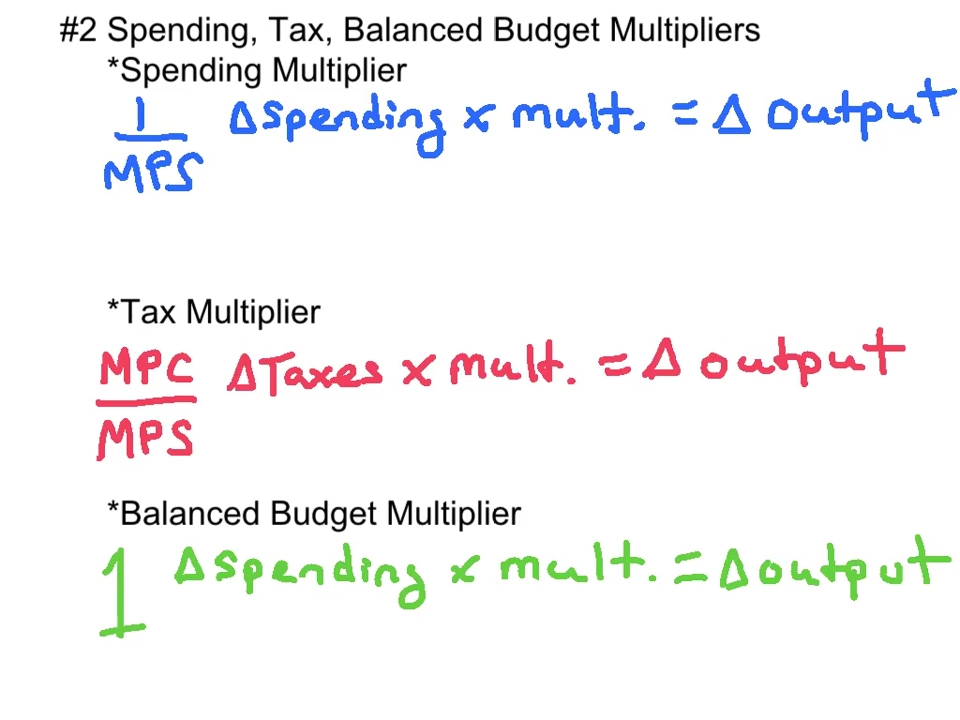 #2 Spending, Tax, Balanced Budget Multipliers
*Spending Multiplier
1/MPS Δspending x mult. = Δ output
*Tax Multiplier
MPC/MPS ΔTaxes x mult. = Δ output
*Balanced Budget Multiplier
1 Δspending x mult. = Δoutput